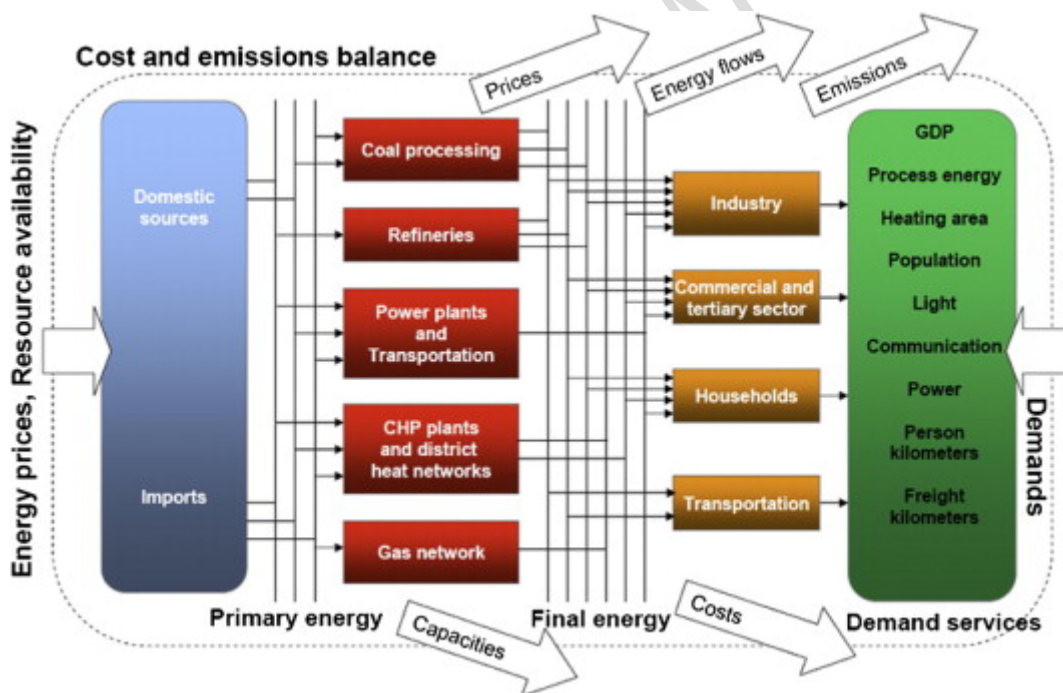 Cost and emissions balance
Prices
Energy flows
Emissions
Energy prices, Resource availability
Domestic
sources
Imports
Coal processing
Refineries
Power plants
and
Transportation
CHP plants
and district
heat networks
Gas network
Industry
Commercial and
tertiary sector
Households
Transportation
GDP
Process energy
Heating area
Population
Light
Communication
Power
Person
kilometers
Freight
kilometers
Demands
Primary energy
Final energy
Demand services
Capacities
Costs